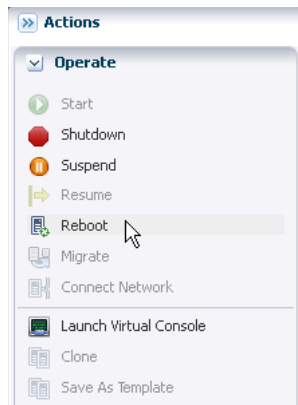 Actions
Operate
Start
Shutdown
Suspend
Resume
Reboot
Migrate
Connect Network
Launch Virtual Console
Clone
Save As Template